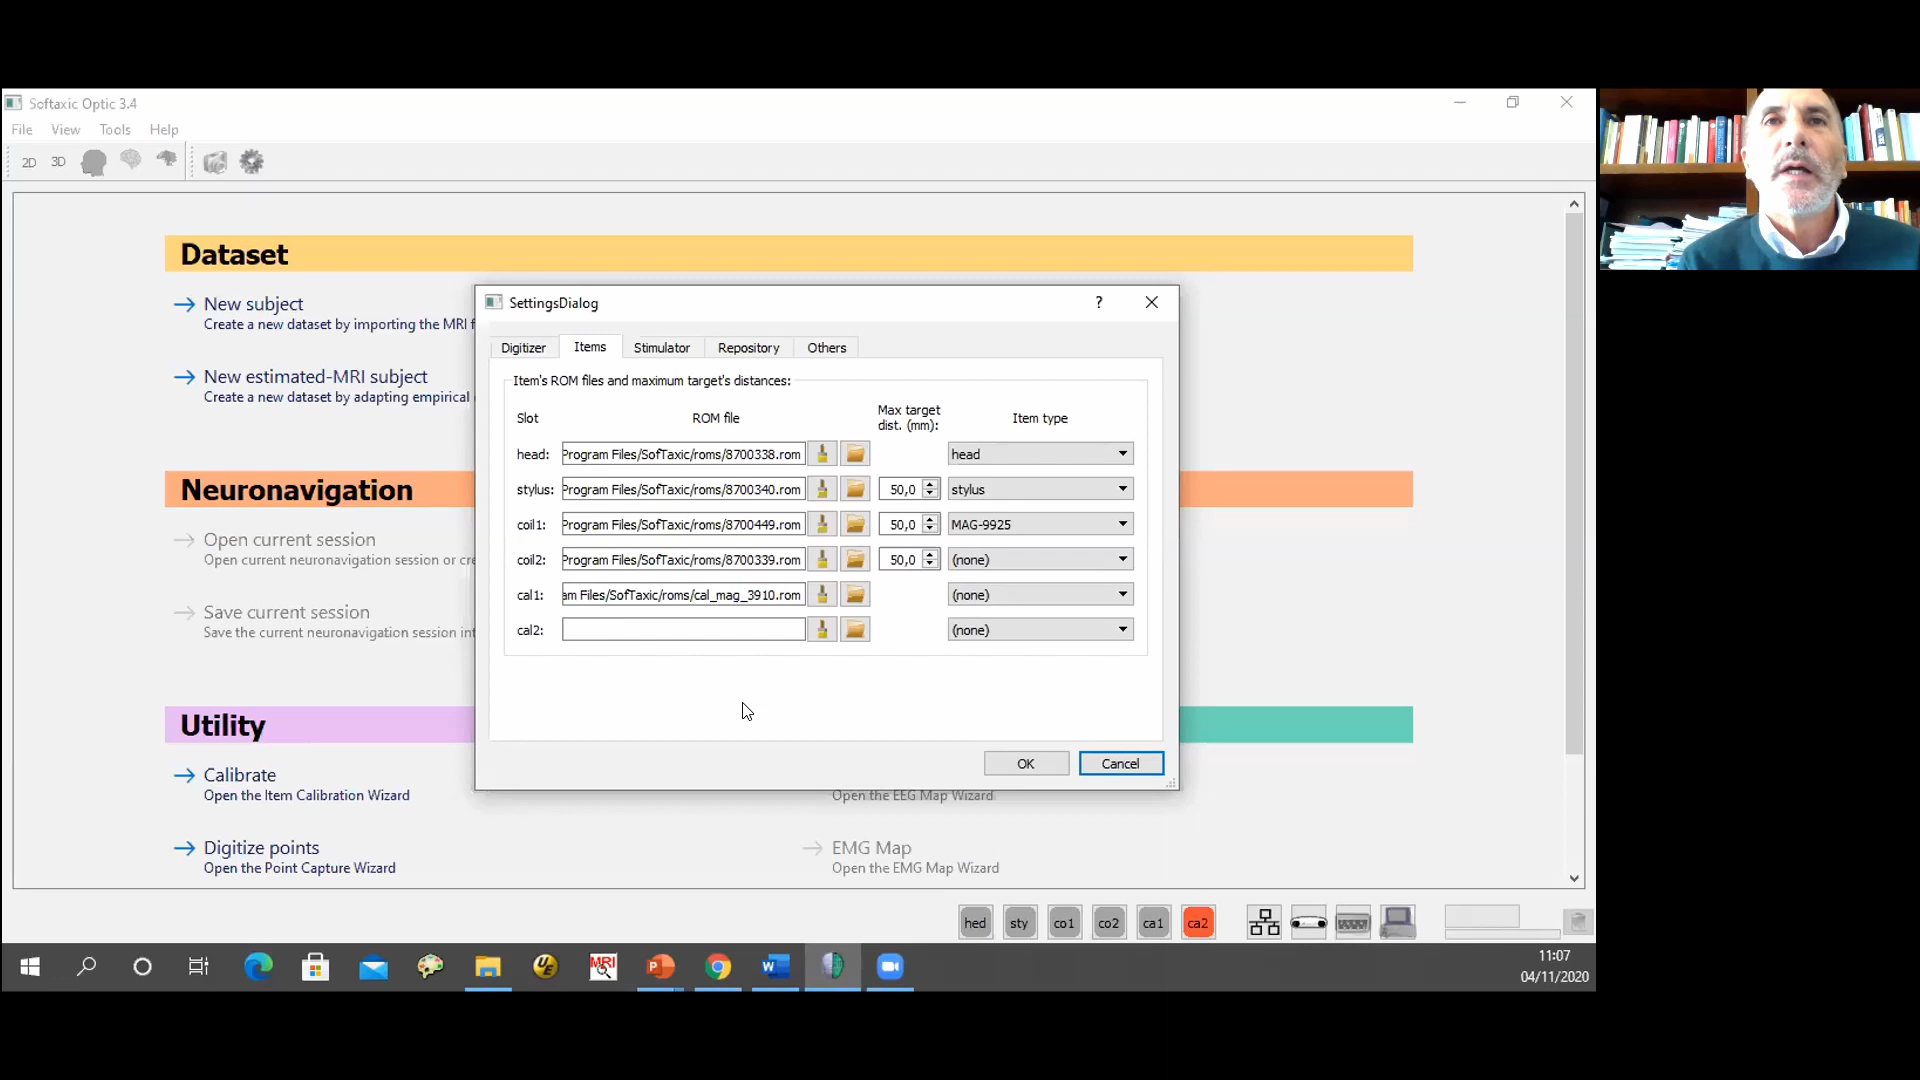 Softaxic Optic 3.4
File View Tools Help
2D 3D
Dataset
New subject
Create a new dataset by importing the MRI f
New estimated-MRI subject
Create a new dataset by adapting empirical
Neuronavigation
Open current session
Open current neuronavigation session or cre
Save current session
Save the current neuronavigation session int
Utility
Calibrate
Open the Item Calibration Wizard
Digitize points
Open the Point Capture Wizard
Open the EEG Map Wizard
EMG Map
Open the EMG Map Wizard
SettingsDialog ?
Digitizer Items Stimulator Repository Others
Item's ROM files and maximum target's distances:
Slot ROM file Max target dist. (mm): Item type
head: Program Files/SofTaxic/roms/8700338.rom head
stylus: Program Files/SofTaxic/roms/8700340.rom 50,0 stylus
coil1: Program Files/SofTaxic/roms/8700449.rom 50,0 MAG-9925
coil2: Program Files/SofTaxic/roms/8700339.rom 50,0 (none)
cal1: am Files/SofTaxic/roms/cal_mag_3910.rom (none)
cal2: (none)
OK Cancel
hed sty co1 co2 ca1 ca2
UE MRI P W
11:07
04/11/2020